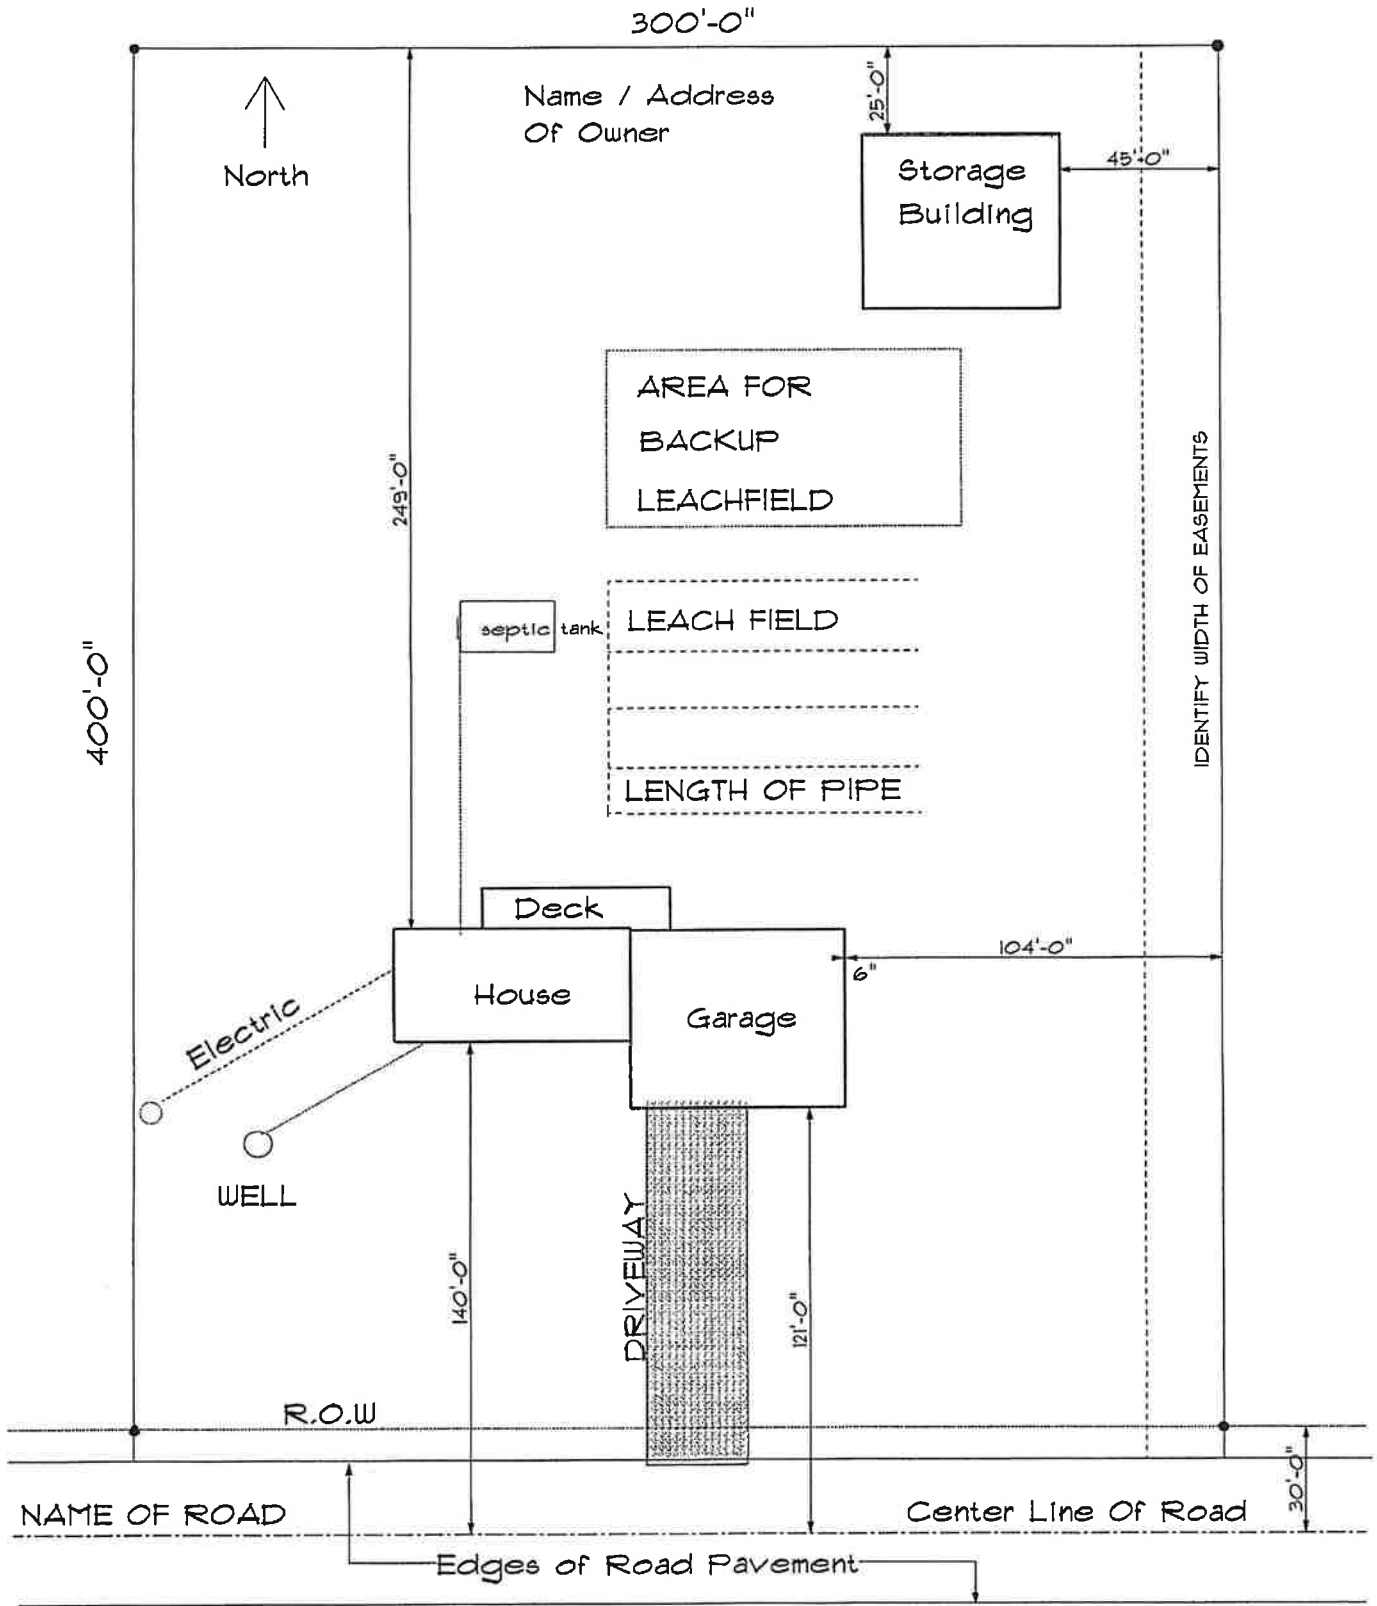 300'-0"
Name / Address
Of Owner
25'-0"
North
Storage
Building
45'-0"
AREA FOR
BACKUP
LEACHFIELD
249'-0"
IDENTIFY WIDTH OF EASEMENTS
septic tank
LEACH FIELD
400'-0"
LENGTH OF PIPE
Deck
104'-0"
6"
House
Garage
Electric
WELL
DRIVEWAY
140'-0"
121'-0"
R.O.W
30'-0"
NAME OF ROAD
Center Line Of Road
Edges of Road Pavement